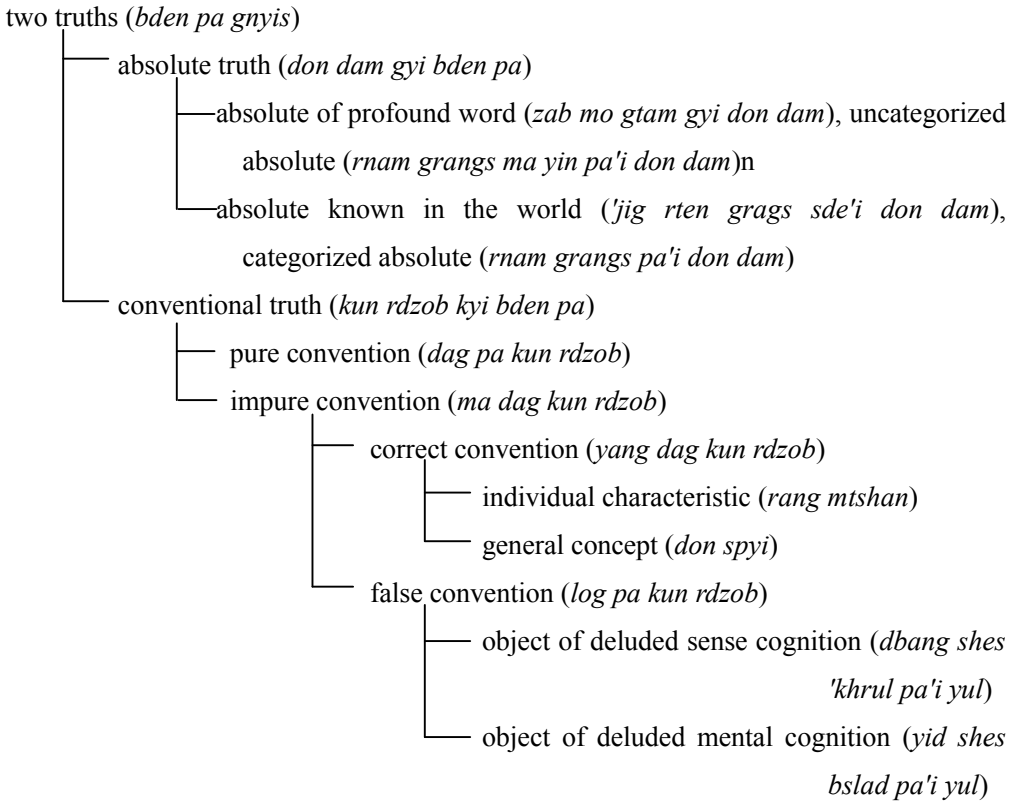 two truths (bden pa gnyis)
absolute truth (don dam gyi bden pa)
absolute of profound word (zab mo gtam gyi don dam), uncategorized
absolute (rnam grangs ma yin pa'i don dam)n
absolute known in the world ('jig rten grags sde'i don dam),
categorized absolute (rnam grangs pa'i don dam)
conventional truth (kun rdzob kyi bden pa)
pure convention (dag pa kun rdzob)
impure convention (ma dag kun rdzob)
correct convention (yang dag kun rdzob)
individual characteristic (rang mtshan)
general concept (don spyi)
false convention (log pa kun rdzob)
object of deluded sense cognition (dbang shes
'khrul pa'i yul)
object of deluded mental cognition (yid shes
bslad pa'i yul)